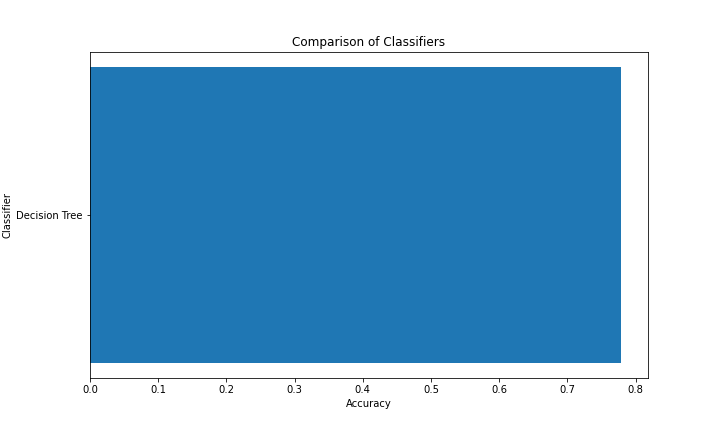 Comparison of Classifiers
Classifier
Decision Tree
0.0 0.1 0.2 0.3 0.4 0.5 0.6 0.7 0.8
Accuracy